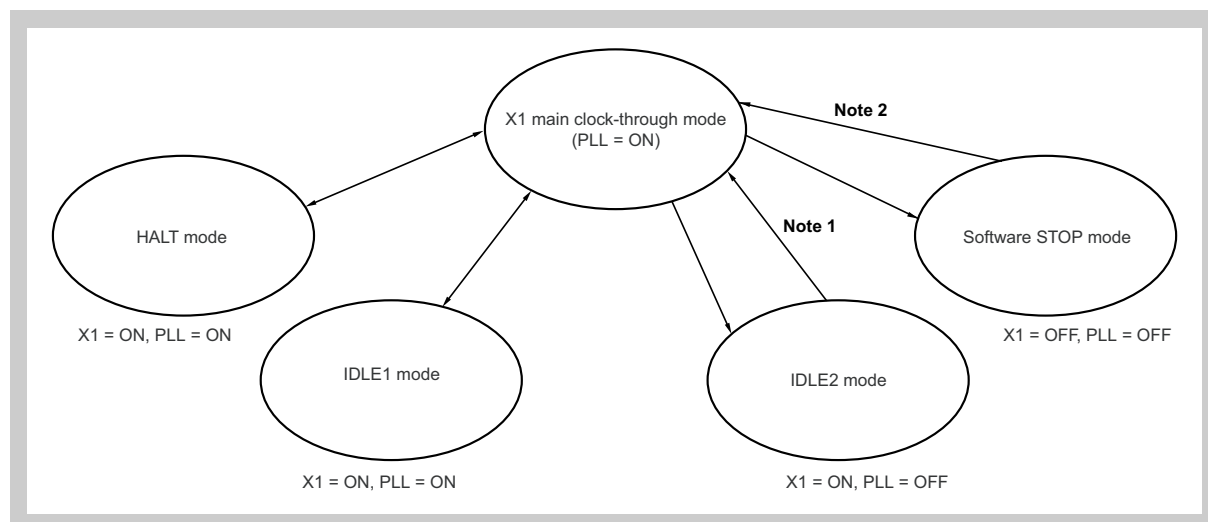 X1 main clock-through mode
(PLL = ON)
Note 2
HALT mode
Note 1
Software STOP mode
X1 = ON, PLL = ON
X1 = OFF, PLL = OFF
IDLE1 mode
IDLE2 mode
X1 = ON, PLL = ON
X1 = ON, PLL = OFF